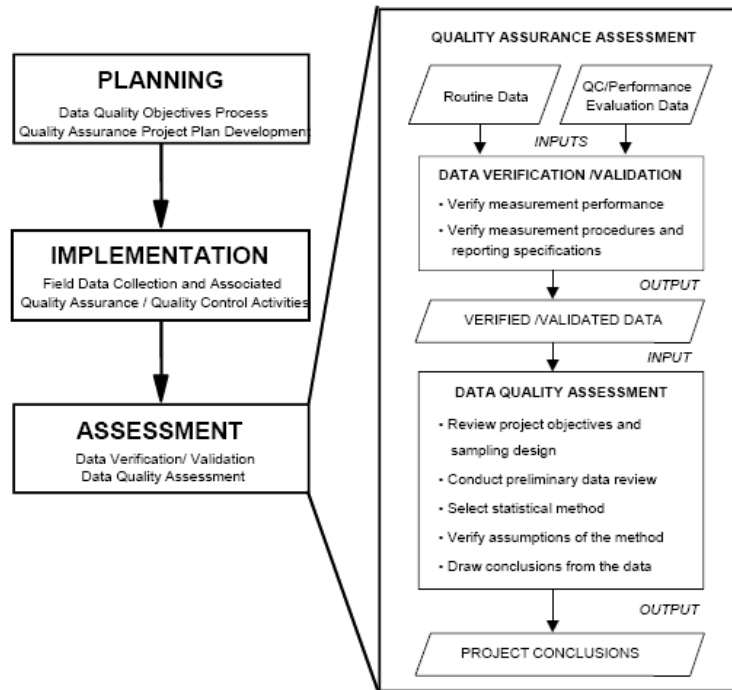 PLANNING
Data Quality Objectives Process
Quality Assurance Project Plan Development
IMPLEMENTATION
Field Data Collection and Associated
Quality Assurance / Quality Control Activities
ASSESSMENT
Data Verification/ Validation
Data Quality Assessment
QUALITY ASSURANCE ASSESSMENT
Routine Data
QC/Performance
Evaluation Data
INPUTS
DATA VERIFICATION /VALIDATION
• Verify measurement performance
• Verify measurement procedures and
reporting specifications
OUTPUT
VERIFIED /VALIDATED DATA
INPUT
DATA QUALITY ASSESSMENT
• Review project objectives and
sampling design
• Conduct preliminary data review
• Select statistical method
• Verify assumptions of the method
• Draw conclusions from the data
OUTPUT
PROJECT CONCLUSIONS